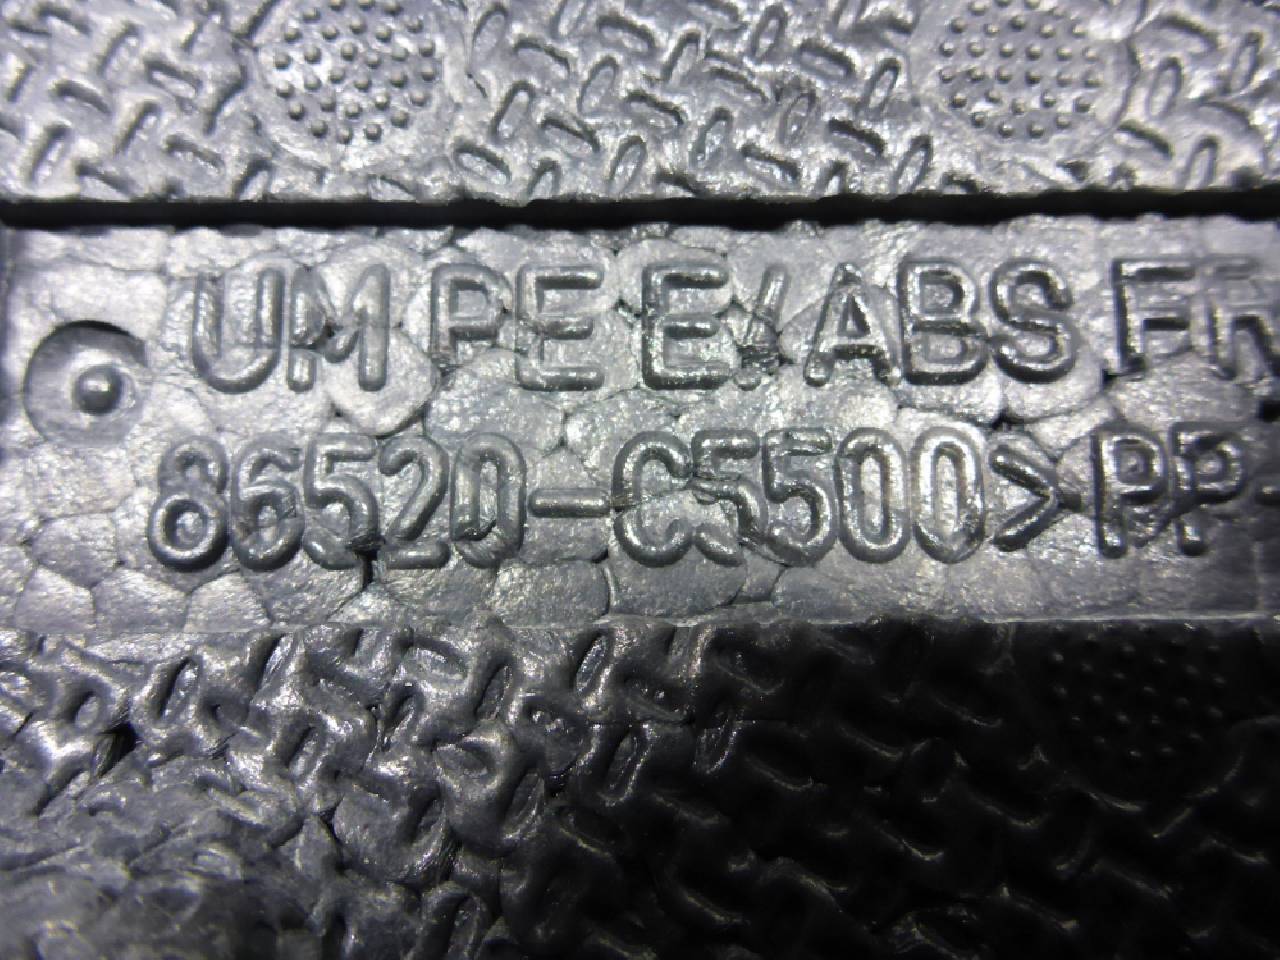 UM PE E/ABS FR
86520-C5500>PP-